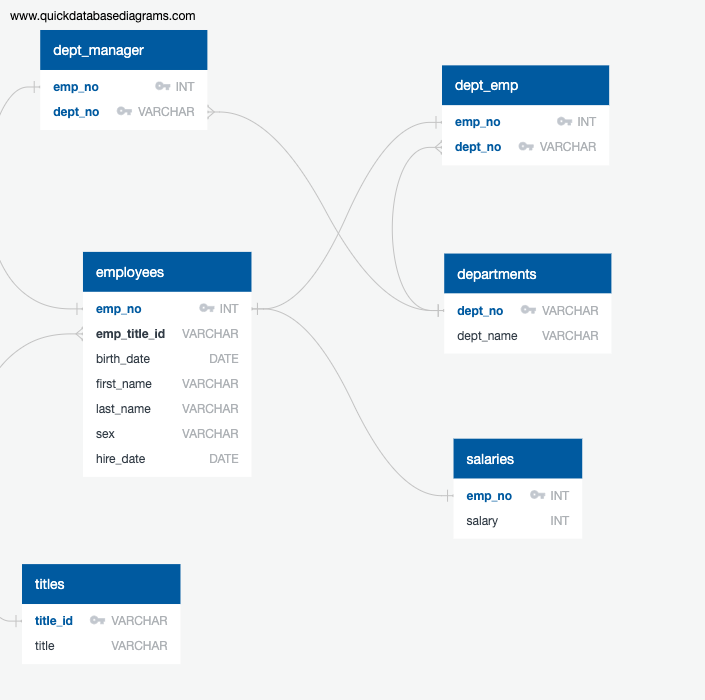 www.quickdatabasediagrams.com
dept_manager
emp_no INT
dept_no VARCHAR
dept_emp
emp_no INT
dept_no VARCHAR
employees
emp_no INT
emp_title_id VARCHAR
birth_date DATE
first_name VARCHAR
last_name VARCHAR
sex VARCHAR
hire_date DATE
departments
dept_no VARCHAR
dept_name VARCHAR
salaries
emp_no INT
salary INT
titles
title_id VARCHAR
title VARCHAR